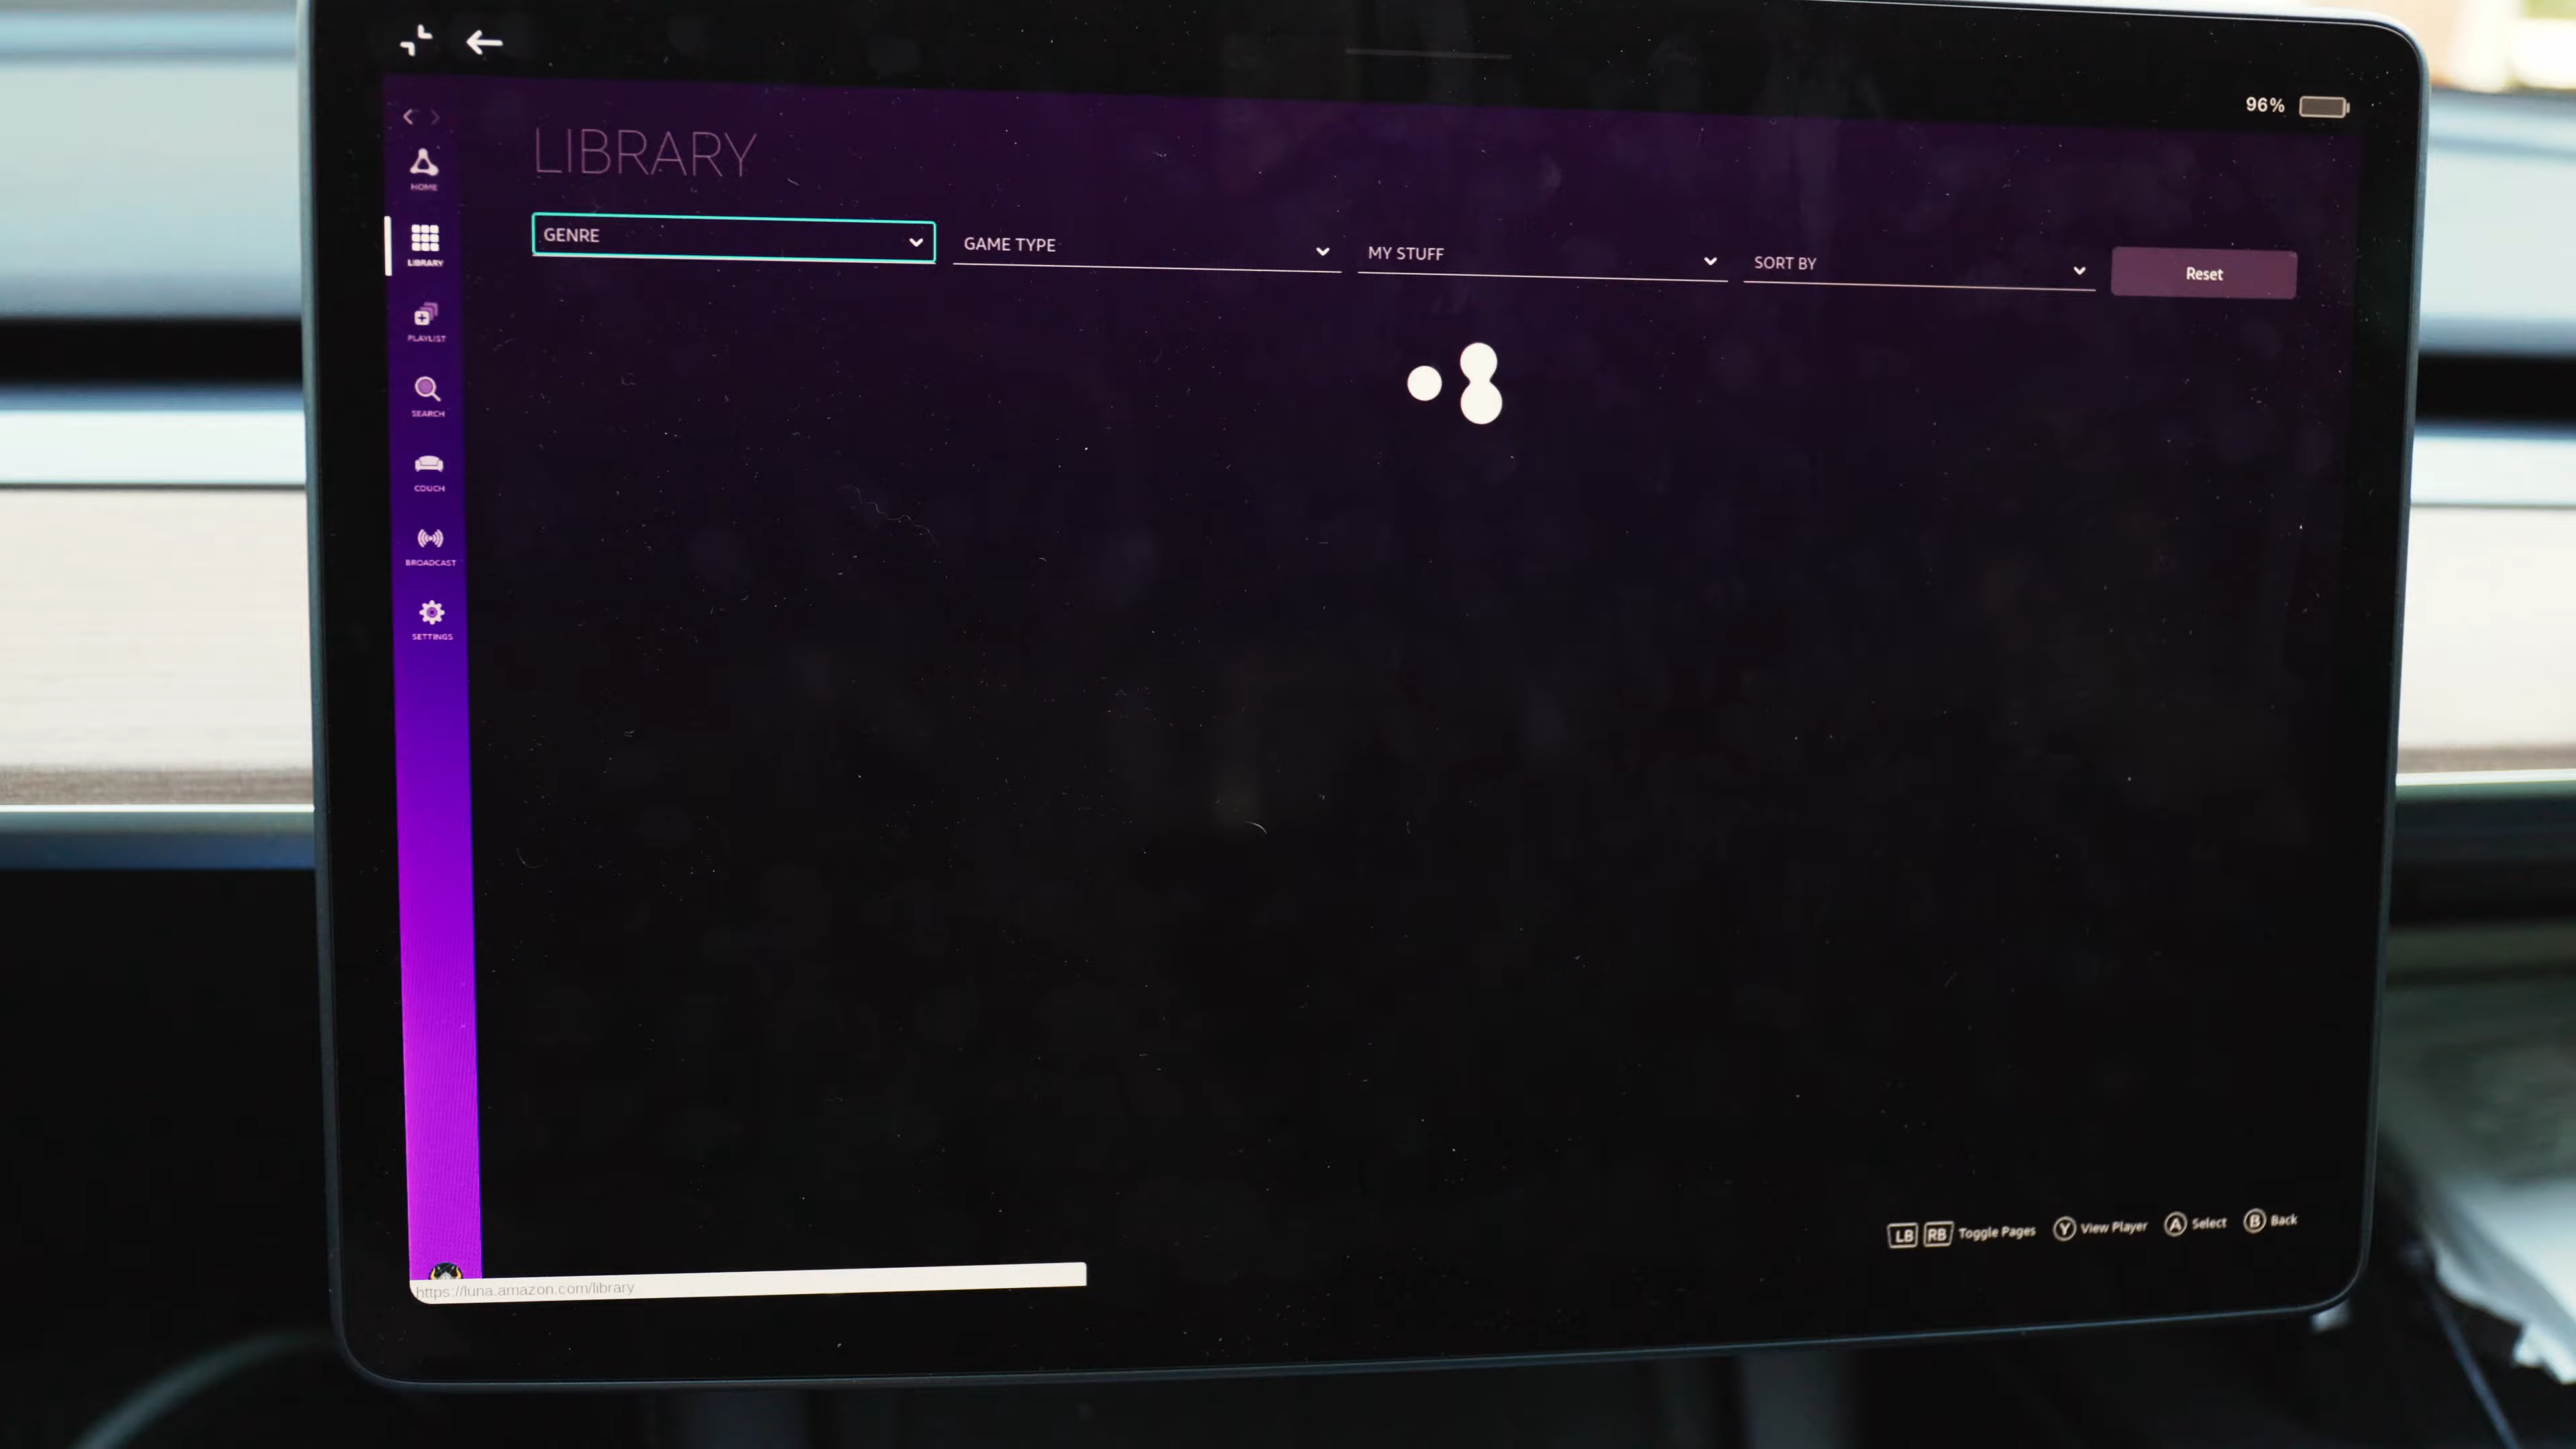 96%
LIBRARY
GENRE
GAME TYPE
MY STUFF
SORT BY
Reset
HOME
LIBRARY
PLAYLIST
SEARCH
COUCH
BROADCAST
SETTINGS
LB RB Toggle Pages Y View Player A Select B Back
https://luna.amazon.com/library